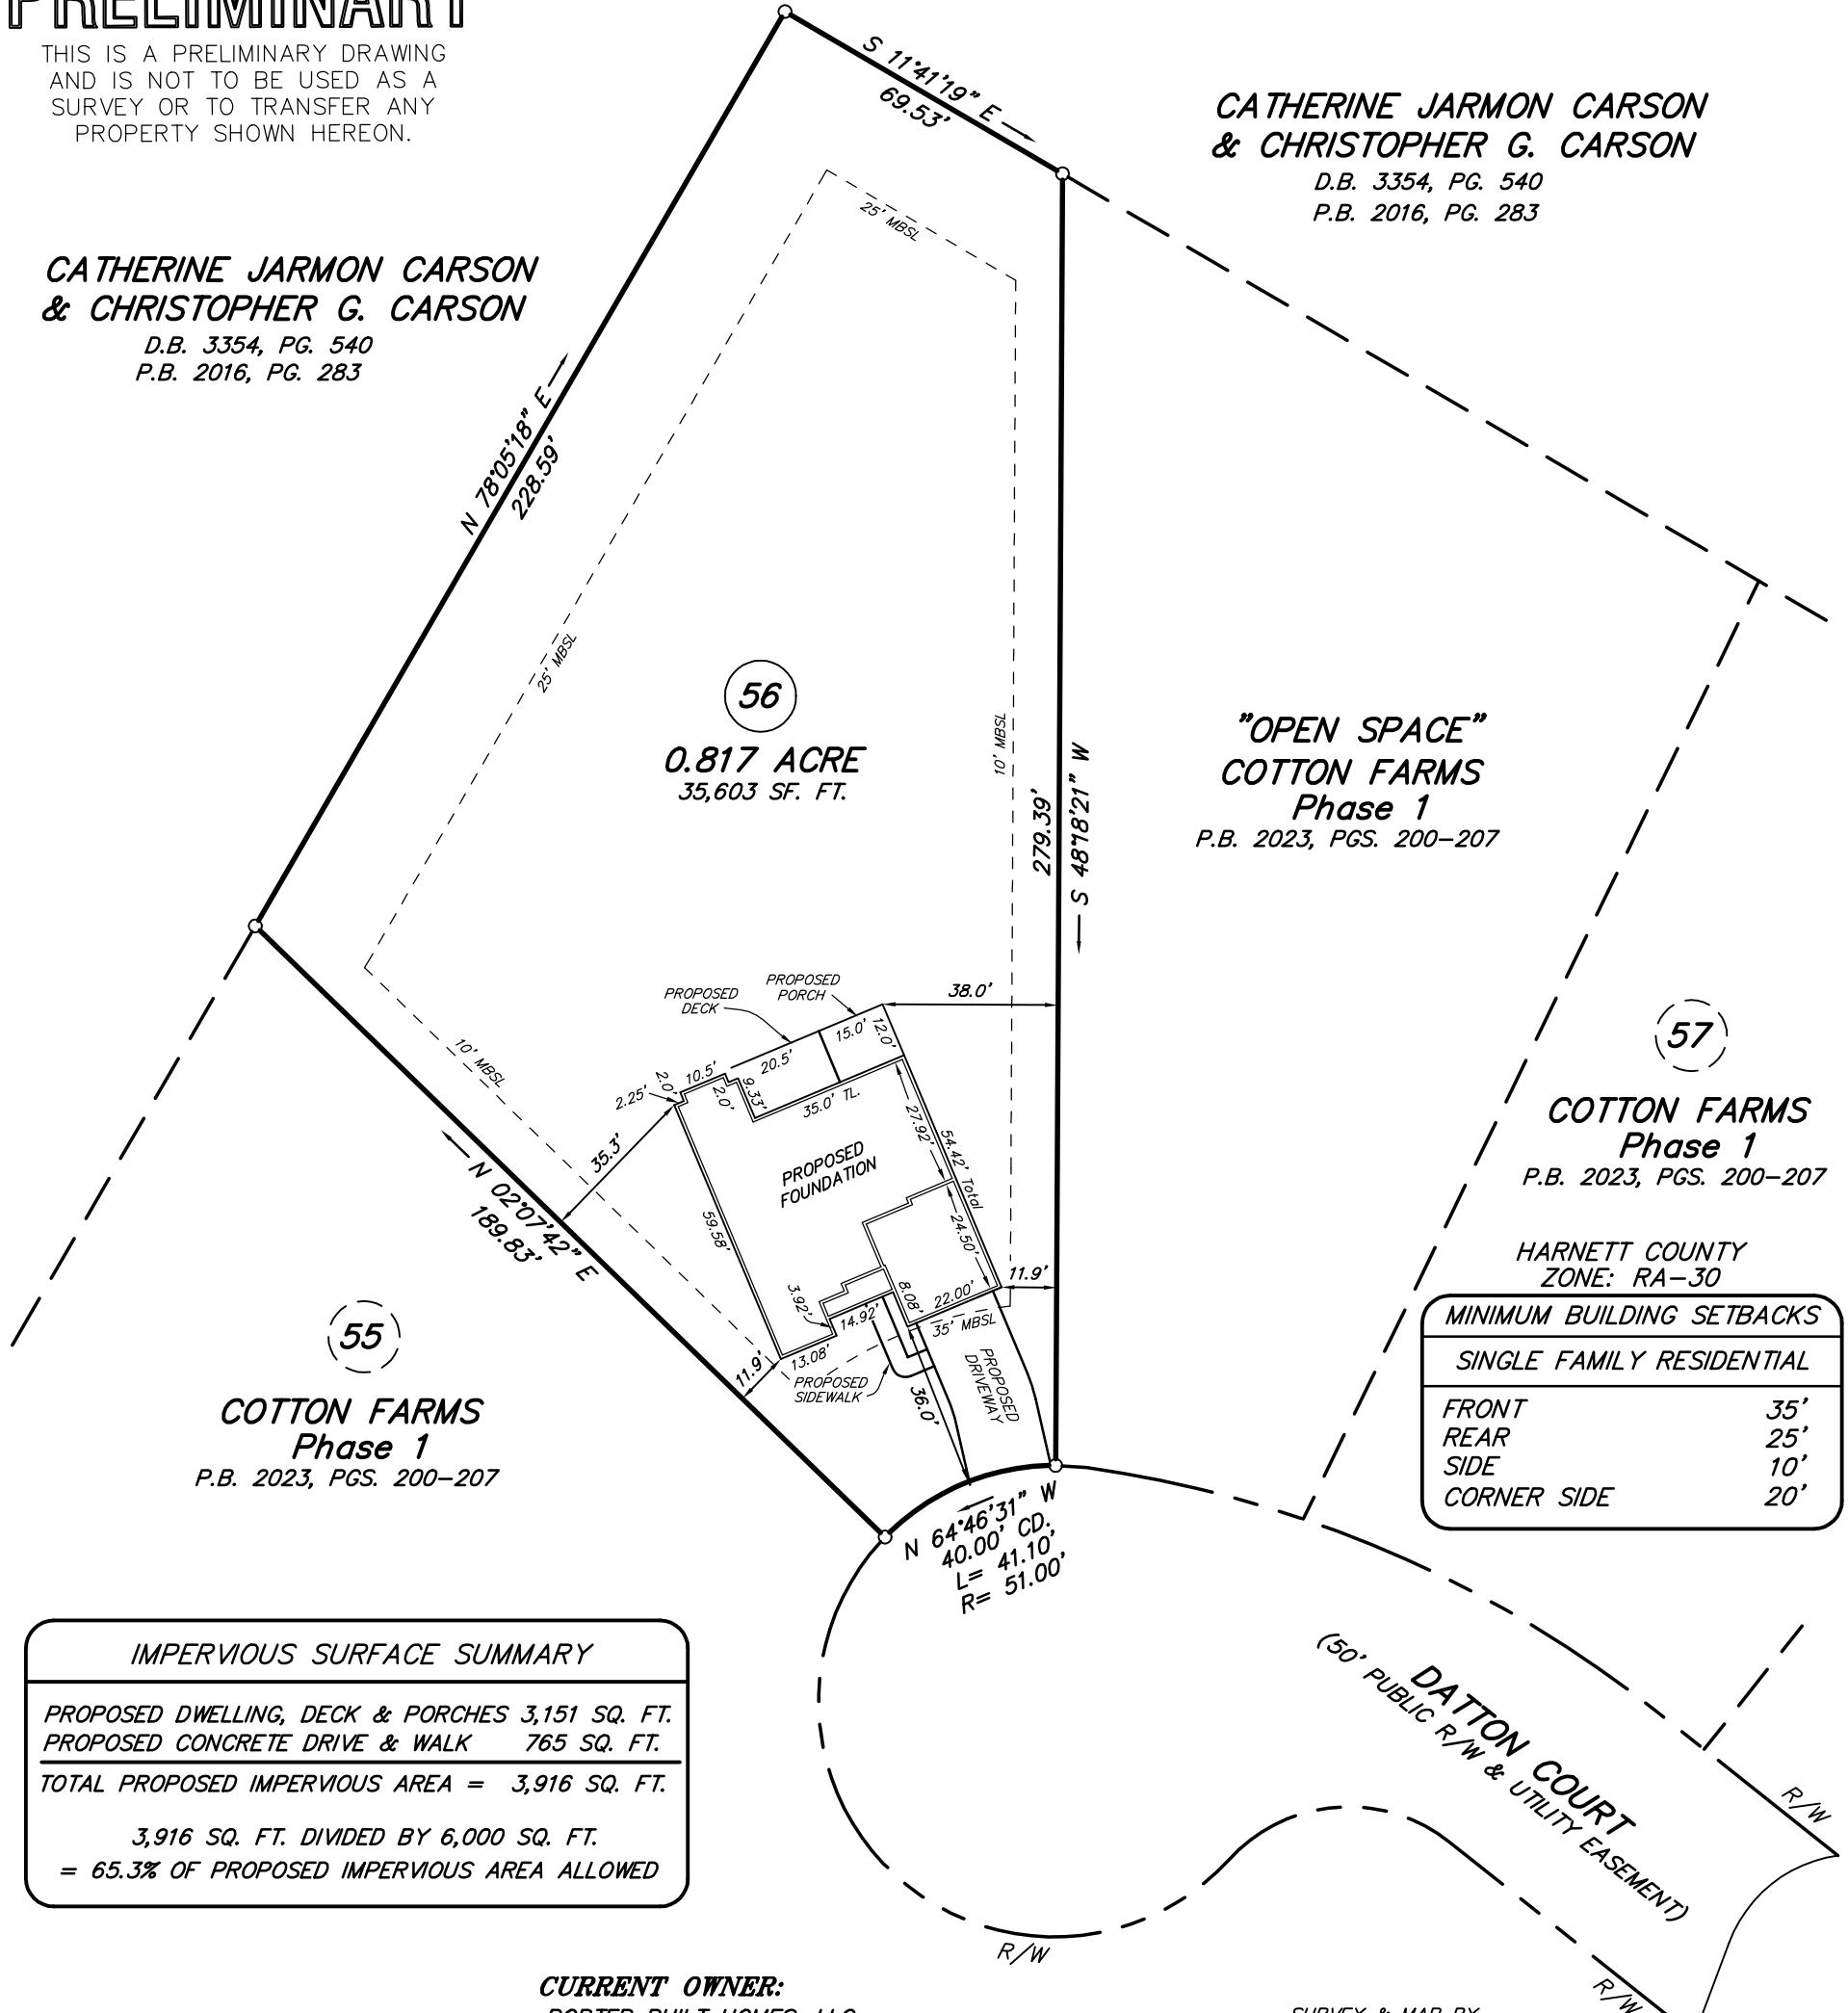 PRELIMINARY
THIS IS A PRELIMINARY DRAWING
AND IS NOT TO BE USED AS A
SURVEY OR TO TRANSFER ANY
PROPERTY SHOWN HEREON.
S 11°41'19" E
69.53'
CATHERINE JARMON CARSON
& CHRISTOPHER G. CARSON
D.B. 3354, PG. 540
P.B. 2016, PG. 283
CATHERINE JARMON CARSON
& CHRISTOPHER G. CARSON
D.B. 3354, PG. 540
P.B. 2016, PG. 283
25' MBSL
N 78°05'18" E
228.59'
25' MBSL
56
0.817 ACRE
35,603 SF. FT.
10' MBSL
279.39'
S 48°18'21" W
"OPEN SPACE"
COTTON FARMS
Phase 1
P.B. 2023, PGS. 200-207
57
COTTON FARMS
Phase 1
P.B. 2023, PGS. 200-207
PROPOSED
DECK
PROPOSED
PORCH
38.0'
15.0'
12.0'
20.5'
10.5'
2.0'
2.25'
2.0'
9.33'
35.0' TL.
10' MBSL
35.3'
27.92'
54.42' Total
PROPOSED
FOUNDATION
59.58'
24.50'
N 02°07'42" E
189.83'
11.9'
3.92'
14.92'
8.08'
22.00'
35' MBSL
13.08'
11.9'
PROPOSED
SIDEWALK
36.0'
PROPOSED
DRIVEWAY
55
COTTON FARMS
Phase 1
P.B. 2023, PGS. 200-207
HARNETT COUNTY
ZONE: RA-30
MINIMUM BUILDING SETBACKS
SINGLE FAMILY RESIDENTIAL
FRONT 35'
REAR 25'
SIDE 10'
CORNER SIDE 20'
N 64°46'31" W
40.00' CD.
L= 41.10'
R= 51.00'
IMPERVIOUS SURFACE SUMMARY
PROPOSED DWELLING, DECK & PORCHES 3,151 SQ. FT.
PROPOSED CONCRETE DRIVE & WALK 765 SQ. FT.
TOTAL PROPOSED IMPERVIOUS AREA = 3,916 SQ. FT.
3,916 SQ. FT. DIVIDED BY 6,000 SQ. FT.
= 65.3% OF PROPOSED IMPERVIOUS AREA ALLOWED
DATTON COURT
(50' PUBLIC R/W & UTILITY EASEMENT)
R/W
R/W
R/W
CURRENT OWNER:
PORTER BUILT HOMES, LLC
SURVEY & MAP BY